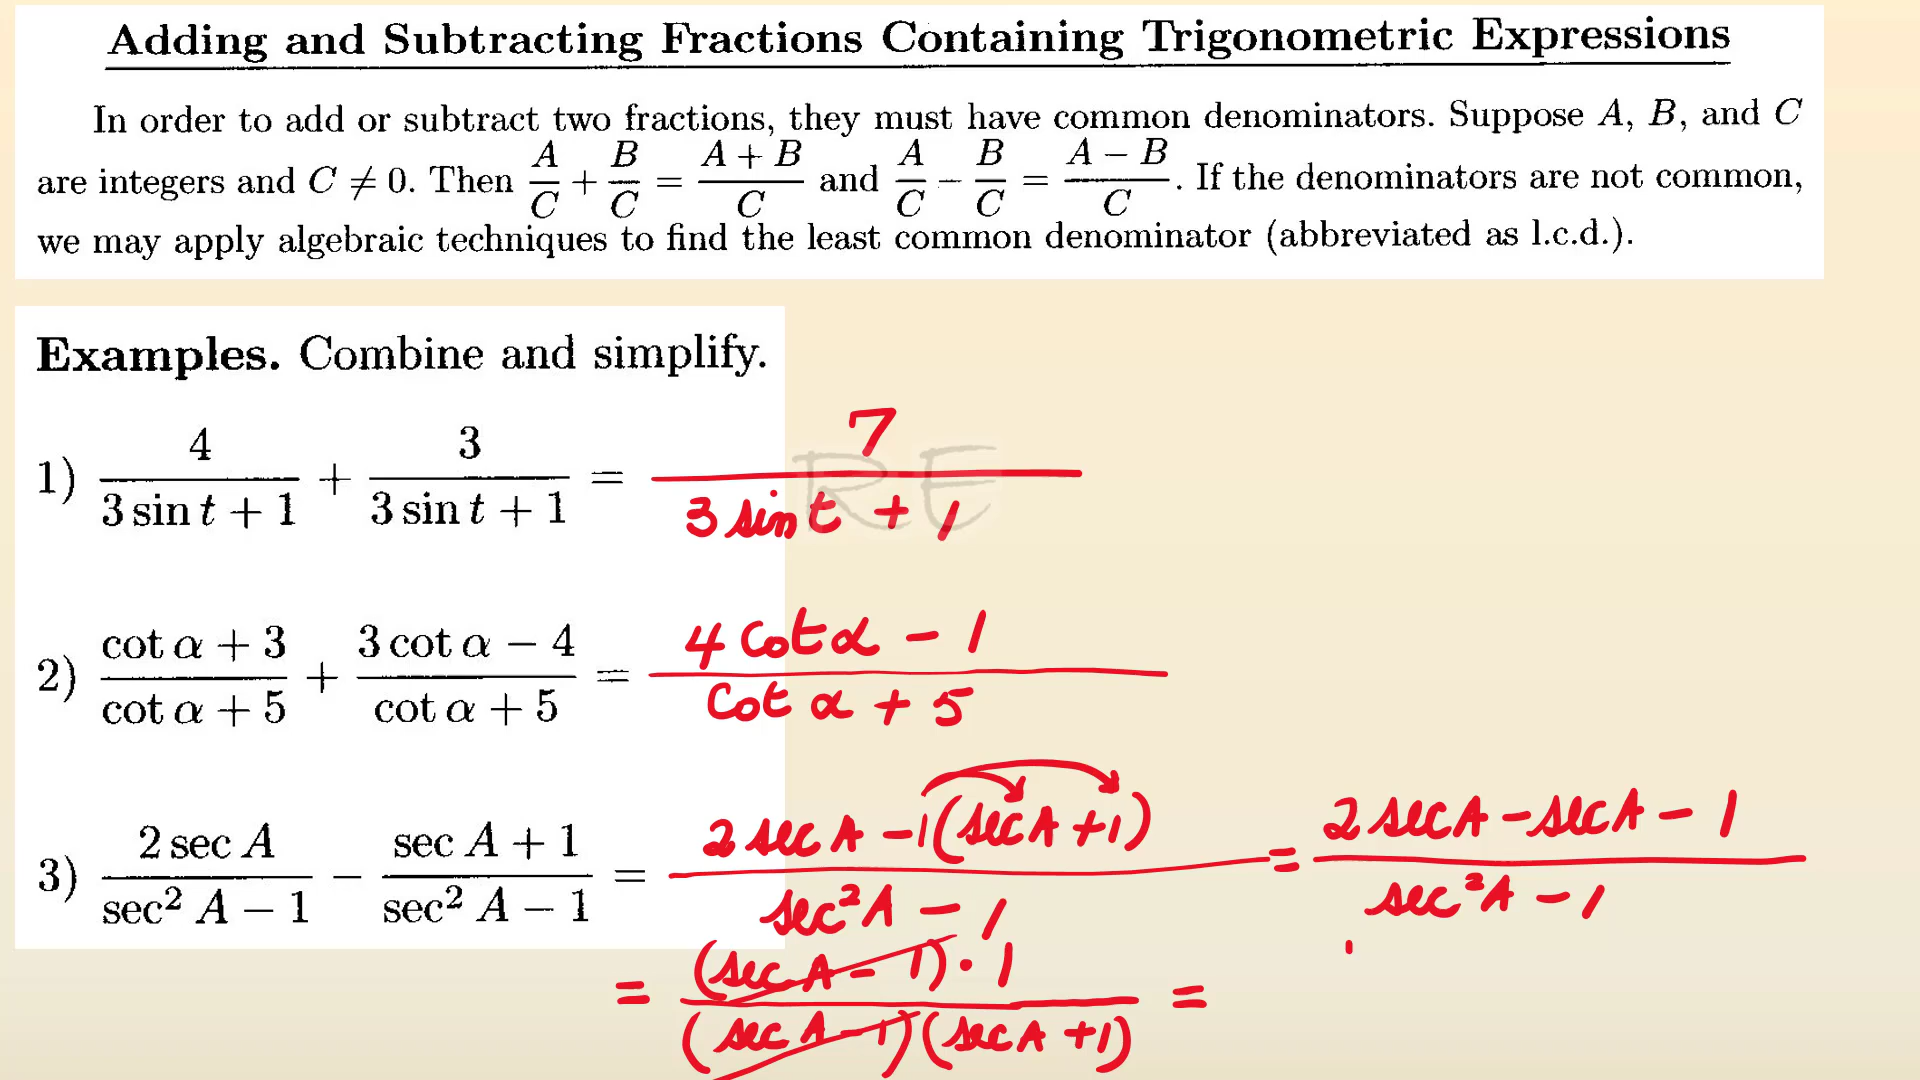 Adding and Subtracting Fractions Containing Trigonometric Expressions
In order to add or subtract two fractions, they must have common denominators. Suppose A, B, and C
are integers and C ≠ 0. Then A/C + B/C = (A + B)/C and A/C − B/C = (A − B)/C. If the denominators are not common,
we may apply algebraic techniques to find the least common denominator (abbreviated as l.c.d.).
Examples. Combine and simplify.
1) 4/(3 sin t + 1) + 3/(3 sin t + 1) = 7/(3 sin t + 1)
RE
2) (cot α + 3)/(cot α + 5) + (3 cot α − 4)/(cot α + 5) = (4 cot α − 1)/(cot α + 5)
3) 2 sec A/(sec² A − 1) − (sec A + 1)/(sec² A − 1) = (2 sec A − 1(sec A + 1))/(sec² A − 1) = (2 sec A − sec A − 1)/(sec² A − 1)
= ((sec A − 1) · 1)/((sec A − 1)(sec A + 1)) =